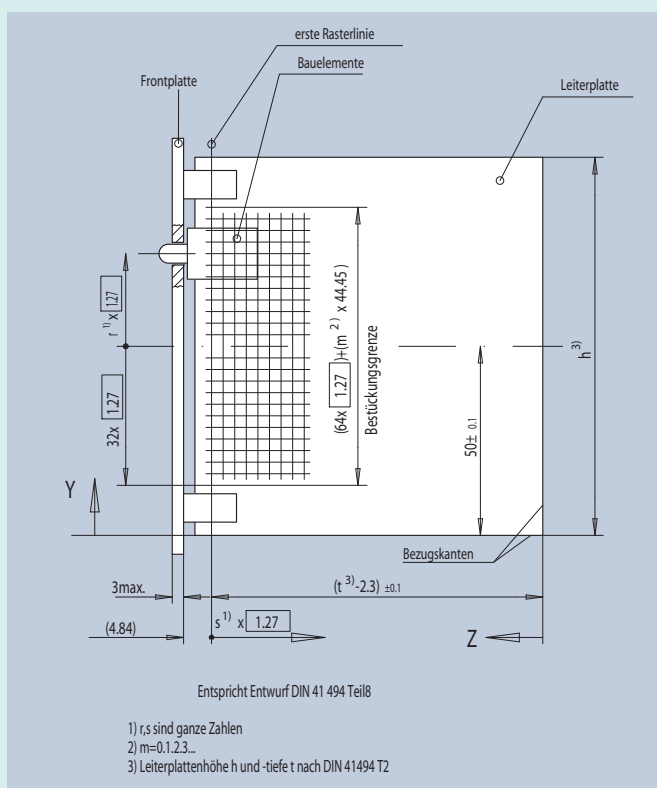 erste Rasterlinie
Bauelemente
Frontplatte
Leiterplatte
r 1) x 1.27
32x 1.27
(64x 1.27 )+(m 2) x 44.45 )
Bestückungsgrenze
50± 0.1
h 3)
Y
Bezugskanten
3max.
(t 3)-2.3) ±0.1
(4.84)
s 1) x 1.27
Z
Entspricht Entwurf DIN 41 494 Teil8
1) r,s sind ganze Zahlen
2) m=0.1.2.3...
3) Leiterplattenhöhe h und -tiefe t nach DIN 41494 T2